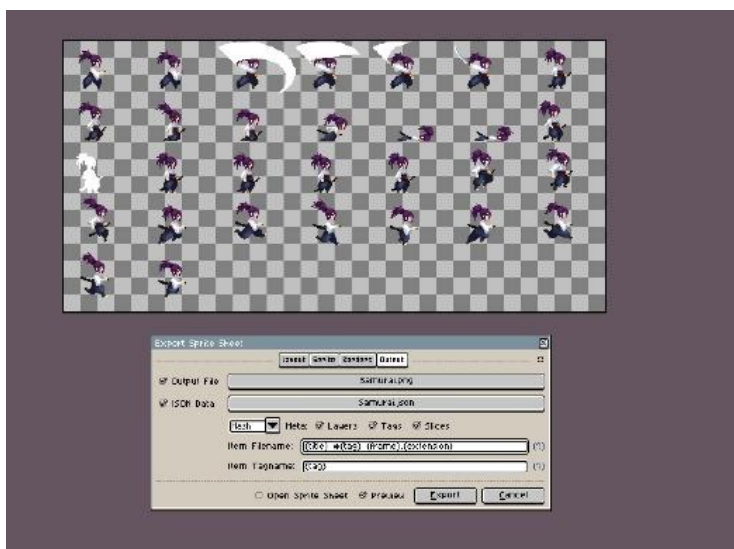 Export Sprite Sheet
Layout Sprite Borders Output
Output File Samurai.png
JSON Data Samurai.json
Hash Meta: Layers Tags Slices
Item Filename: {title} #{tag} {frame}.{extension} (?)
Item Tagname: {tag} (?)
Open Sprite Sheet Preview Export Cancel